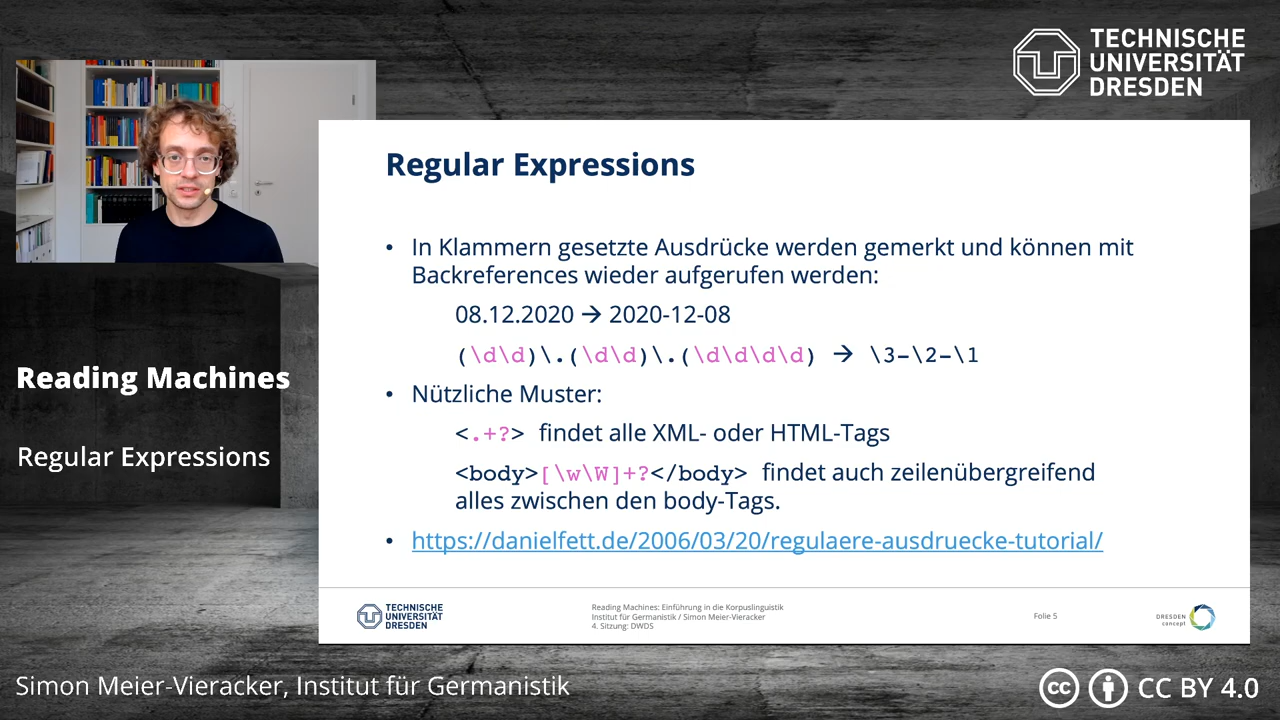 TECHNISCHE
UNIVERSITÄT
DRESDEN
Regular Expressions
• In Klammern gesetzte Ausdrücke werden gemerkt und können mit
Backreferences wieder aufgerufen werden:
08.12.2020 → 2020-12-08
(\d\d)\.(\d\d)\.(\d\d\d\d) → \3-\2-\1
• Nützliche Muster:
<.+?> findet alle XML- oder HTML-Tags
<body>[\w\W]+?</body> findet auch zeilenübergreifend
alles zwischen den body-Tags.
• https://danielfett.de/2006/03/20/regulaere-ausdruecke-tutorial/
TECHNISCHE
UNIVERSITÄT
DRESDEN
Reading Machines: Einführung in die Korpuslinguistik
Institut für Germanistik / Simon Meier-Vieracker
4. Sitzung: DWDS
Folie 5
DRESDEN
concept
Reading Machines
Regular Expressions
Simon Meier-Vieracker, Institut für Germanistik
cc CC BY 4.0